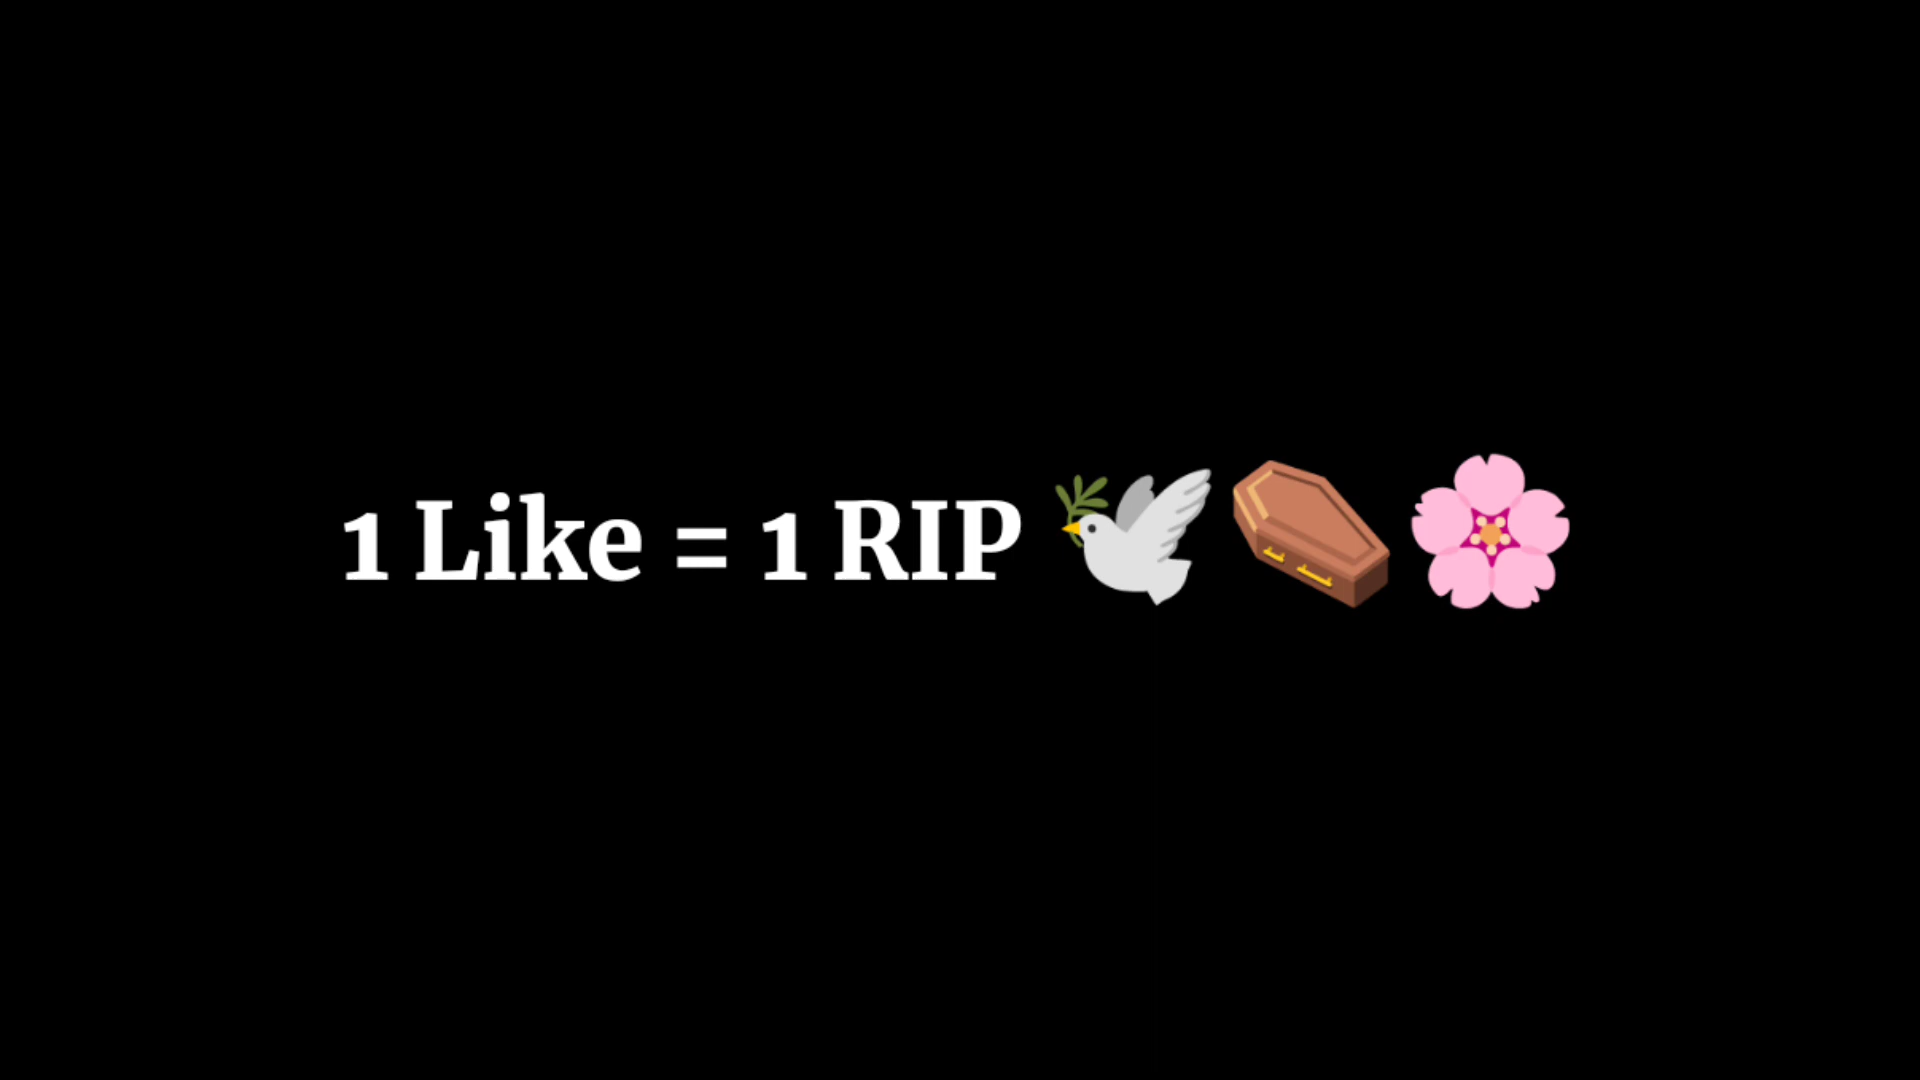 1 Like = 1 RIP 🕊️⚰️🌸